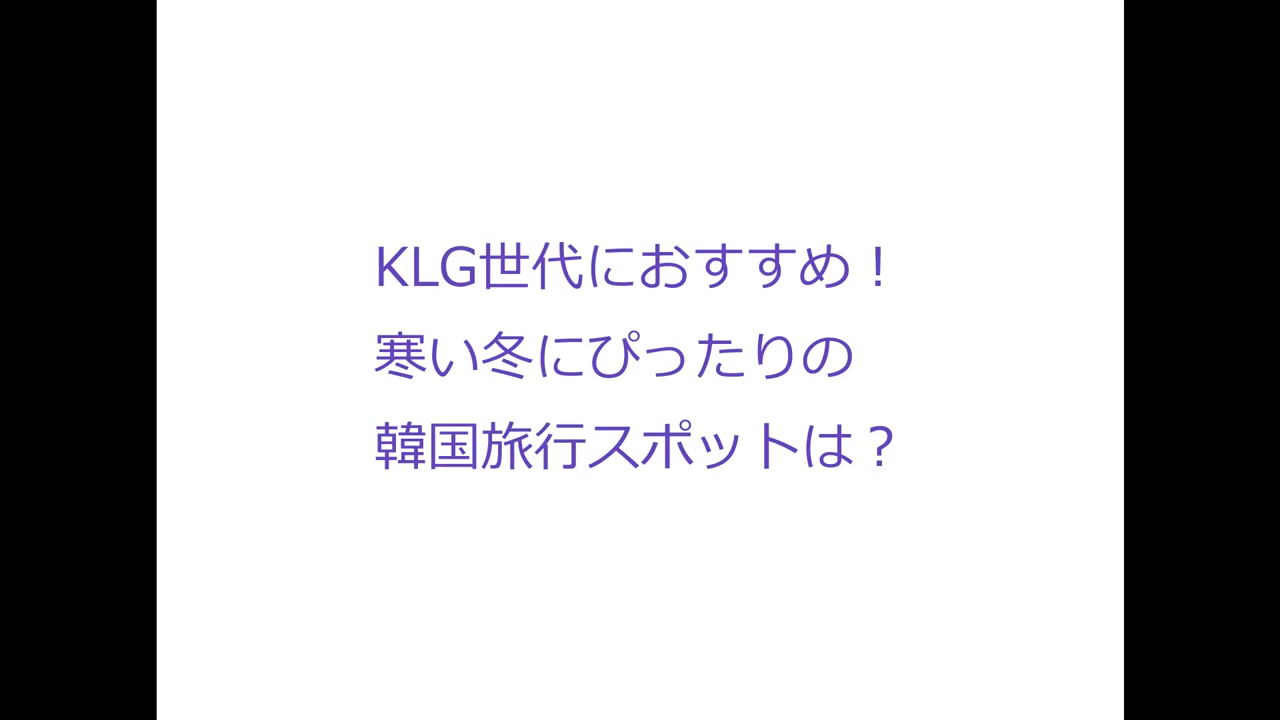 KLG世代におすすめ！
寒い冬にぴったりの
韓国旅行スポットは？